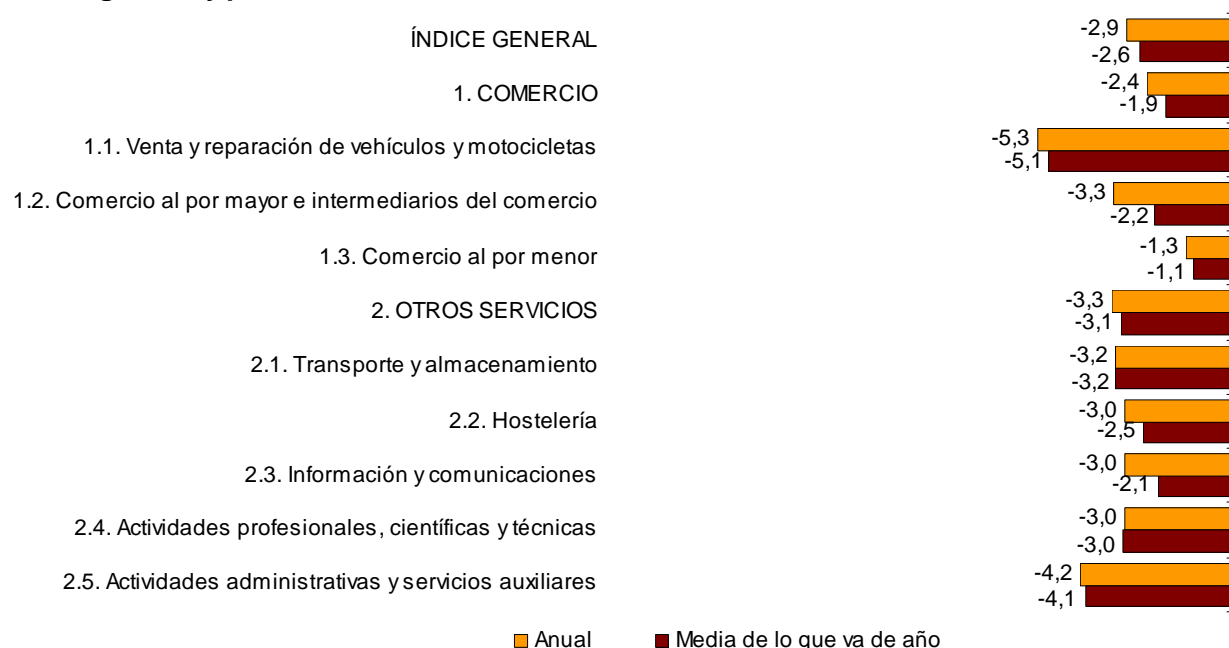 ÍNDICE GENERAL
-2,9
-2,6
1. COMERCIO
-2,4
-1,9
1.1. Venta y reparación de vehículos y motocicletas
-5,3
-5,1
1.2. Comercio al por mayor e intermediarios del comercio
-3,3
-2,2
1.3. Comercio al por menor
-1,3
-1,1
2. OTROS SERVICIOS
-3,3
-3,1
2.1. Transporte y almacenamiento
-3,2
-3,2
2.2. Hostelería
-3,0
-2,5
2.3. Información y comunicaciones
-3,0
-2,1
2.4. Actividades profesionales, científicas y técnicas
-3,0
-3,0
2.5. Actividades administrativas y servicios auxiliares
-4,2
-4,1
Anual
Media de lo que va de año